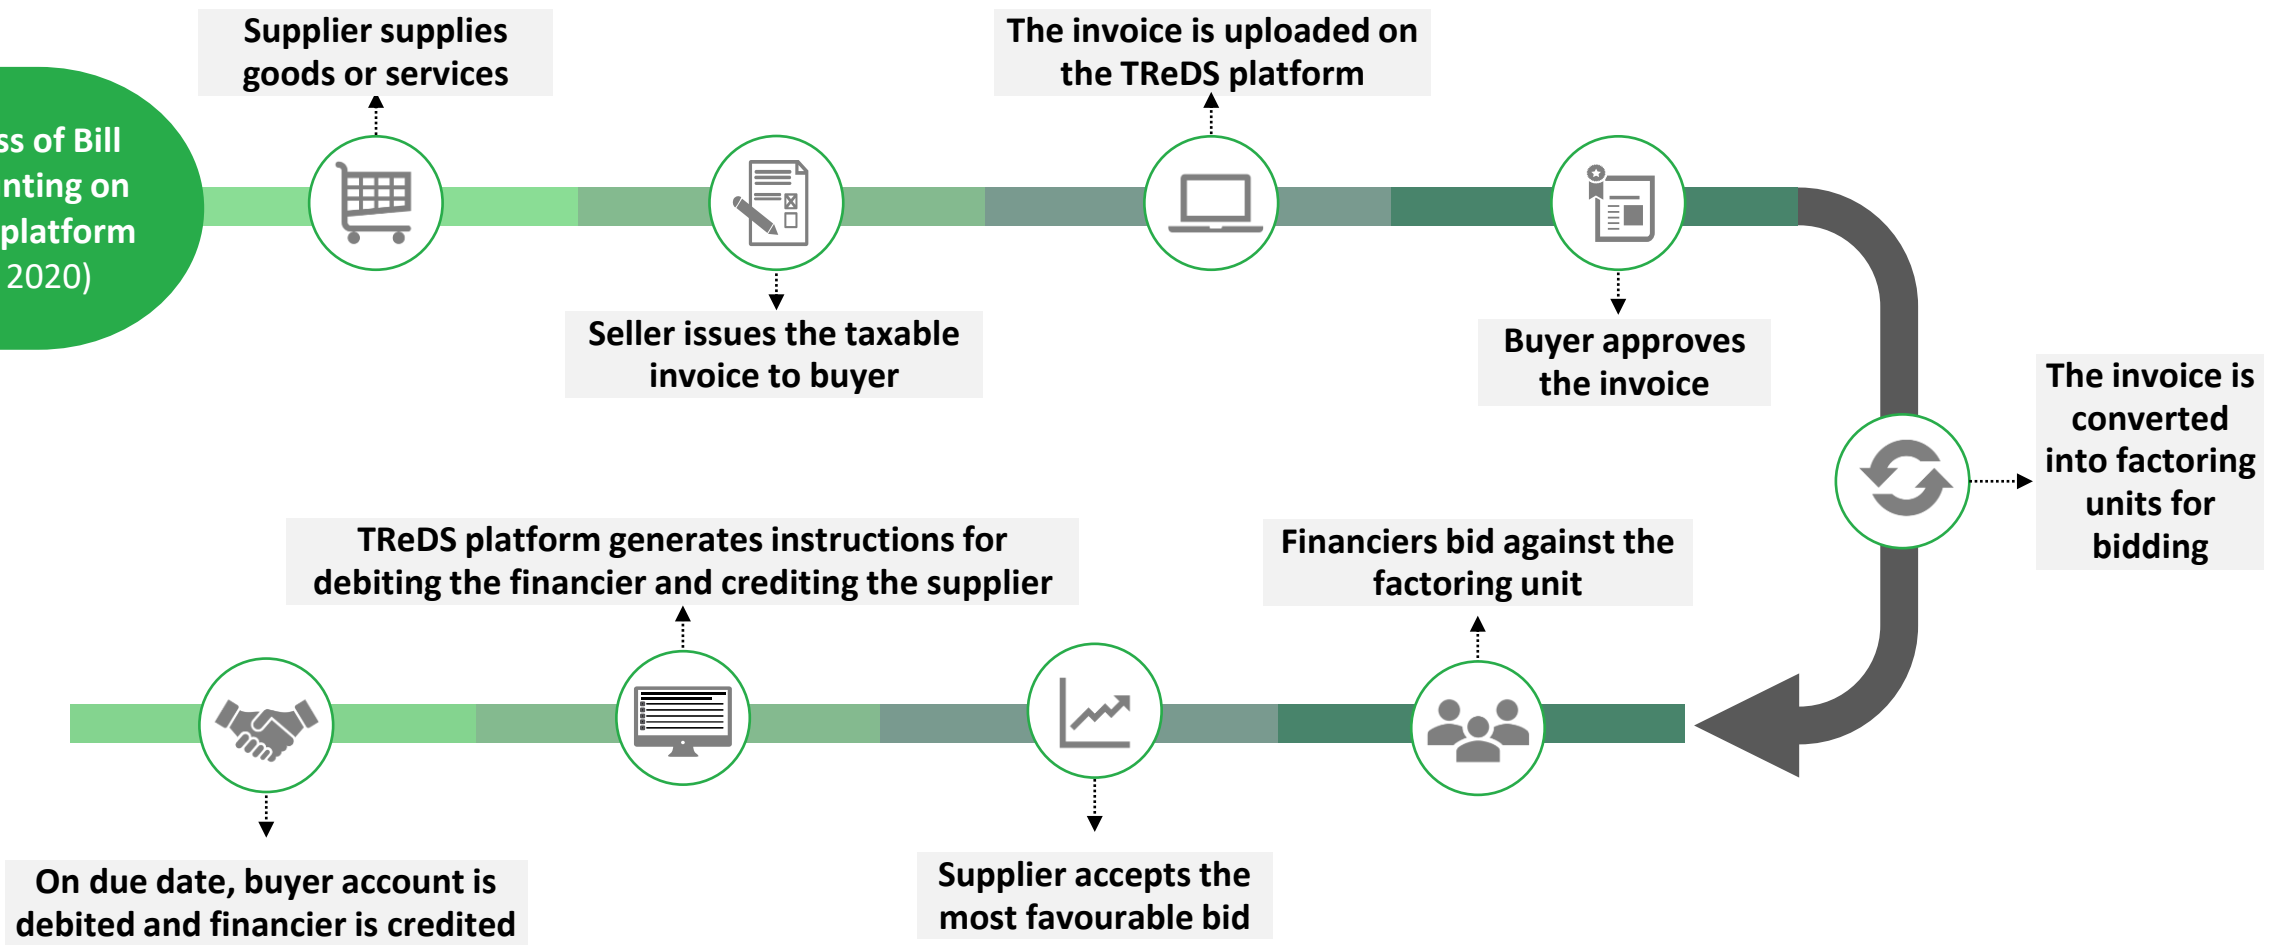 Supplier supplies
goods or services
The invoice is uploaded on
the TReDS platform
of Bill
on
platform
2020)
Seller issues the taxable
invoice to buyer
Buyer approves
the invoice
The invoice is
converted
into factoring
units for
bidding
TReDS platform generates instructions for
debiting the financier and crediting the supplier
Financiers bid against the
factoring unit
On due date, buyer account is
debited and financier is credited
Supplier accepts the
most favourable bid